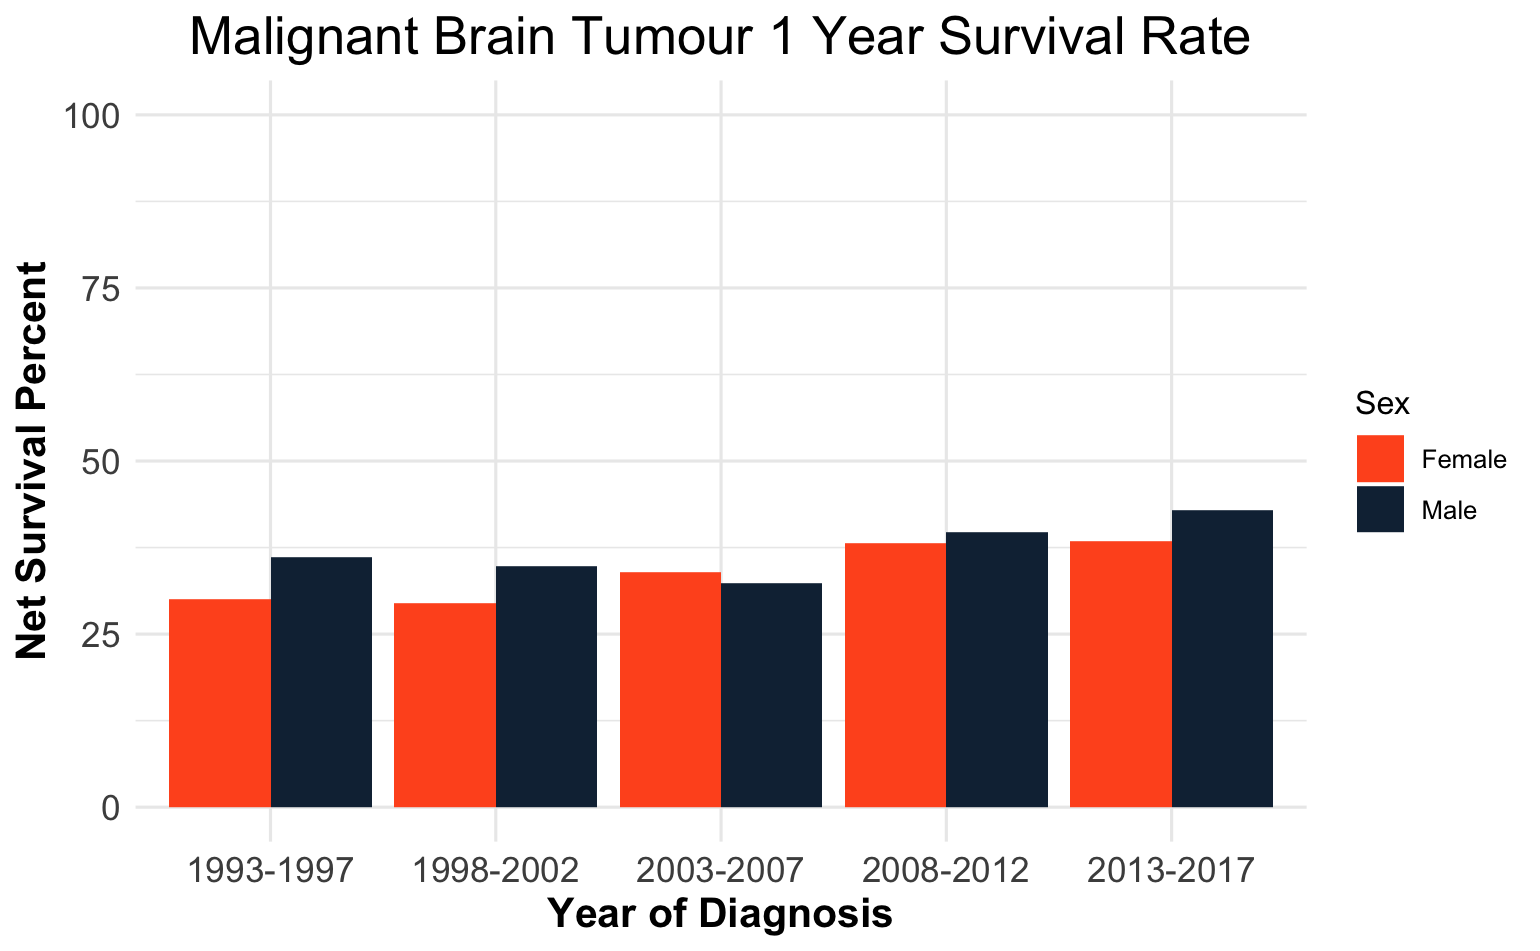 Malignant Brain Tumour 1 Year Survival Rate
Net Survival Percent
100
75
50
25
0
1993-1997 1998-2002 2003-2007 2008-2012 2013-2017
Year of Diagnosis
Sex
Female
Male